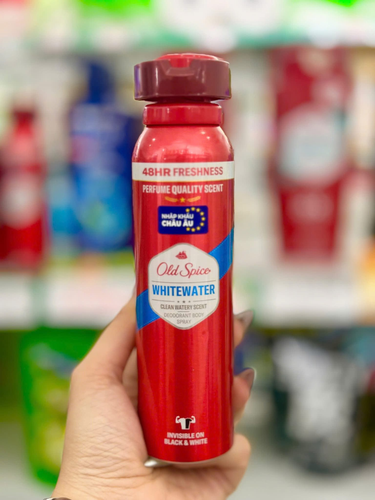 48HR FRESHNESS
PERFUME QUALITY SCENT
NHẬP KHẨU
CHÂU ÂU
Old Spice
WHITEWATER
CLEAN WATERY SCENT
DEODORANT BODY
SPRAY
INVISIBLE ON
BLACK & WHITE